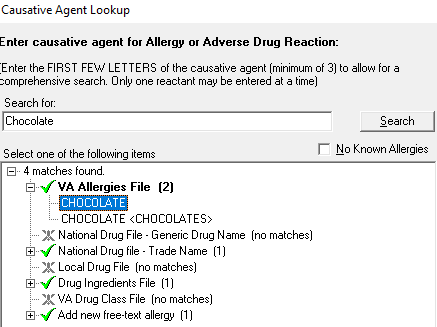 Causative Agent Lookup
Enter causative agent for Allergy or Adverse Drug Reaction:
(Enter the FIRST FEW LETTERS of the causative agent (minimum of 3) to allow for a
comprehensive search. Only one reactant may be entered at a time)
Search for:
Chocolate
Search
Select one of the following items
No Known Allergies
4 matches found.
VA Allergies File (2)
CHOCOLATE
CHOCOLATE <CHOCOLATES>
National Drug File - Generic Drug Name (no matches)
National Drug file - Trade Name (1)
Local Drug File (no matches)
Drug Ingredients File (1)
VA Drug Class File (no matches)
Add new free-text allergy (1)